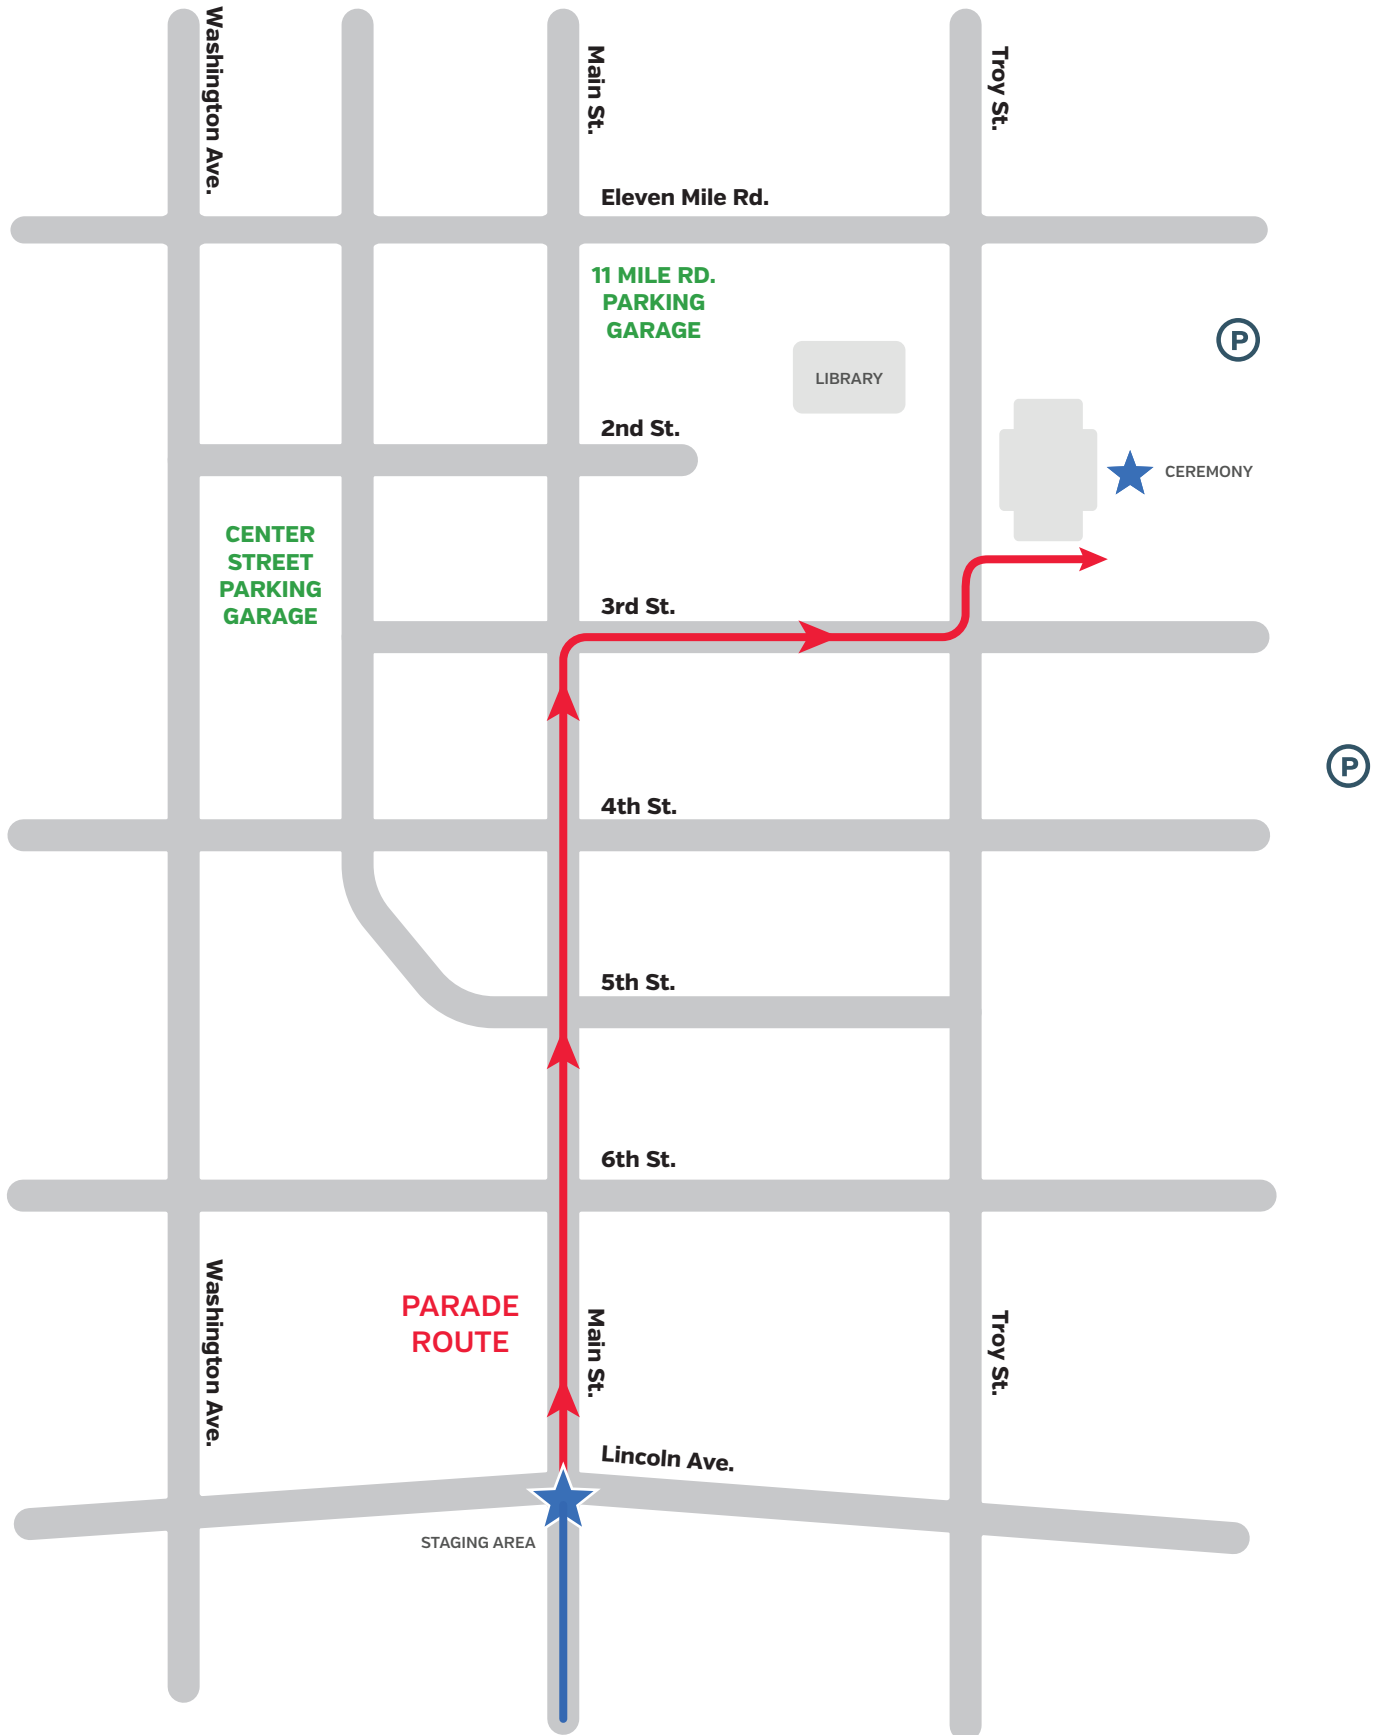 Washington Ave.
Main St.
Troy St.
Eleven Mile Rd.
11 MILE RD.
PARKING
GARAGE
P
LIBRARY
2nd St.
CEREMONY
CENTER
STREET
PARKING
GARAGE
3rd St.
P
4th St.
5th St.
6th St.
Washington Ave.
PARADE
ROUTE
Main St.
Troy St.
Lincoln Ave.
STAGING AREA